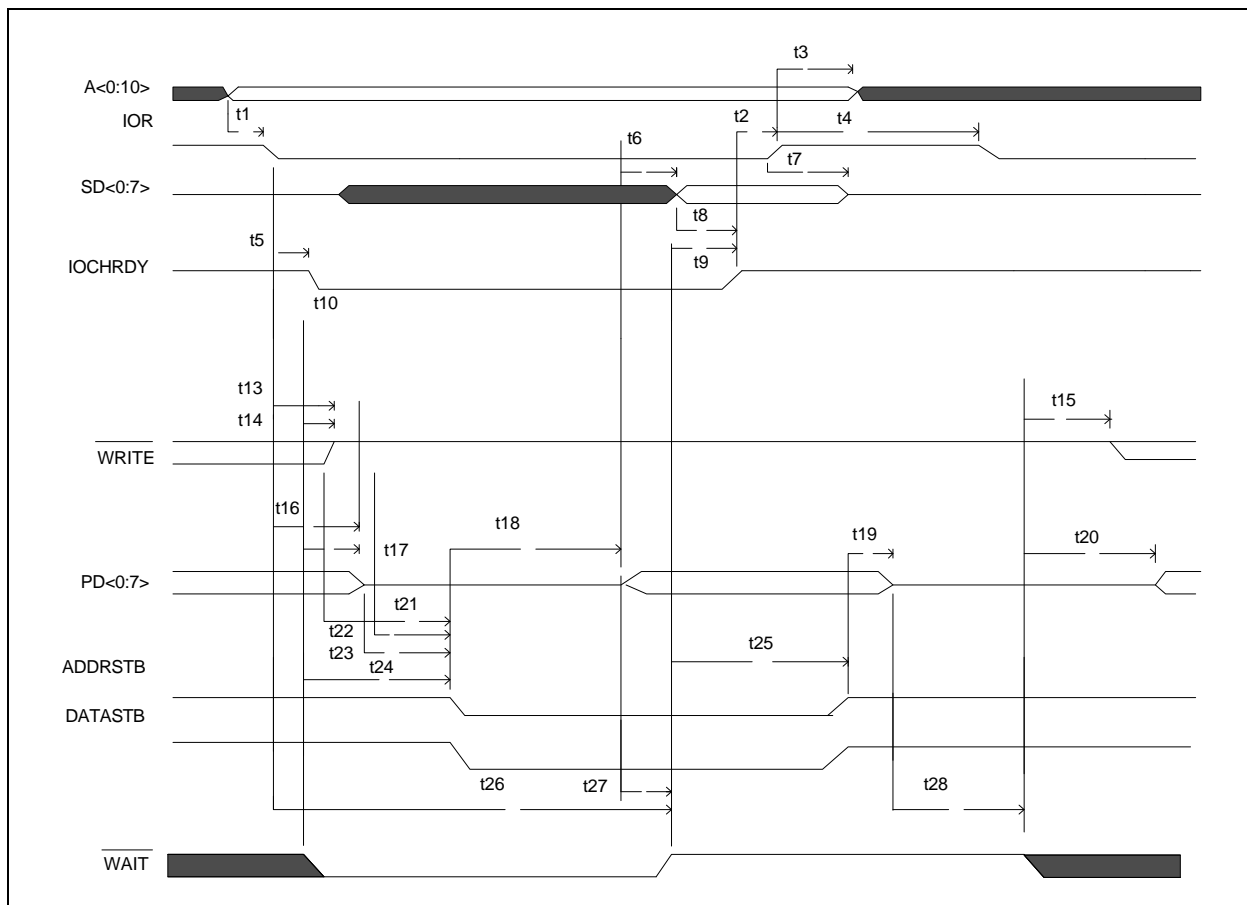 t3
A<0:10>
t1
t2
t4
IOR
t6
t7
SD<0:7>
t8
t5
t9
IOCHRDY
t10
t13
t15
t14
WRITE
t16
t18
t17
t19
t20
PD<0:7>
t21
t22
t23
t25
ADDRSTB
t24
DATASTB
t26
t27
t28
WAIT